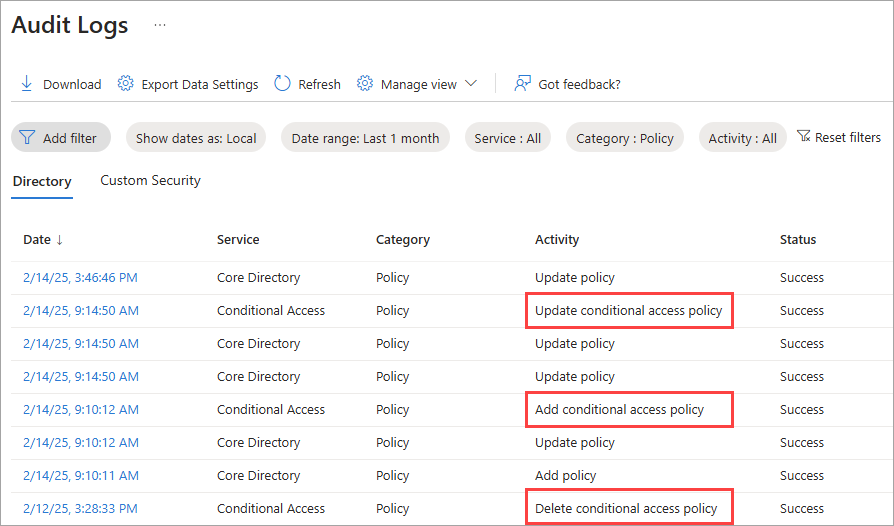 Audit Logs ...
Download Export Data Settings Refresh Manage view Got feedback?
Add filter Show dates as: Local Date range: Last 1 month Service : All Category : Policy Activity : All Reset filters
Directory Custom Security
Date ↓ Service Category Activity Status
2/14/25, 3:46:46 PM Core Directory Policy Update policy Success
2/14/25, 9:14:50 AM Conditional Access Policy Update conditional access policy Success
2/14/25, 9:14:50 AM Core Directory Policy Update policy Success
2/14/25, 9:14:50 AM Core Directory Policy Update policy Success
2/14/25, 9:10:12 AM Conditional Access Policy Add conditional access policy Success
2/14/25, 9:10:12 AM Core Directory Policy Update policy Success
2/14/25, 9:10:11 AM Core Directory Policy Add policy Success
2/12/25, 3:28:33 PM Conditional Access Policy Delete conditional access policy Success